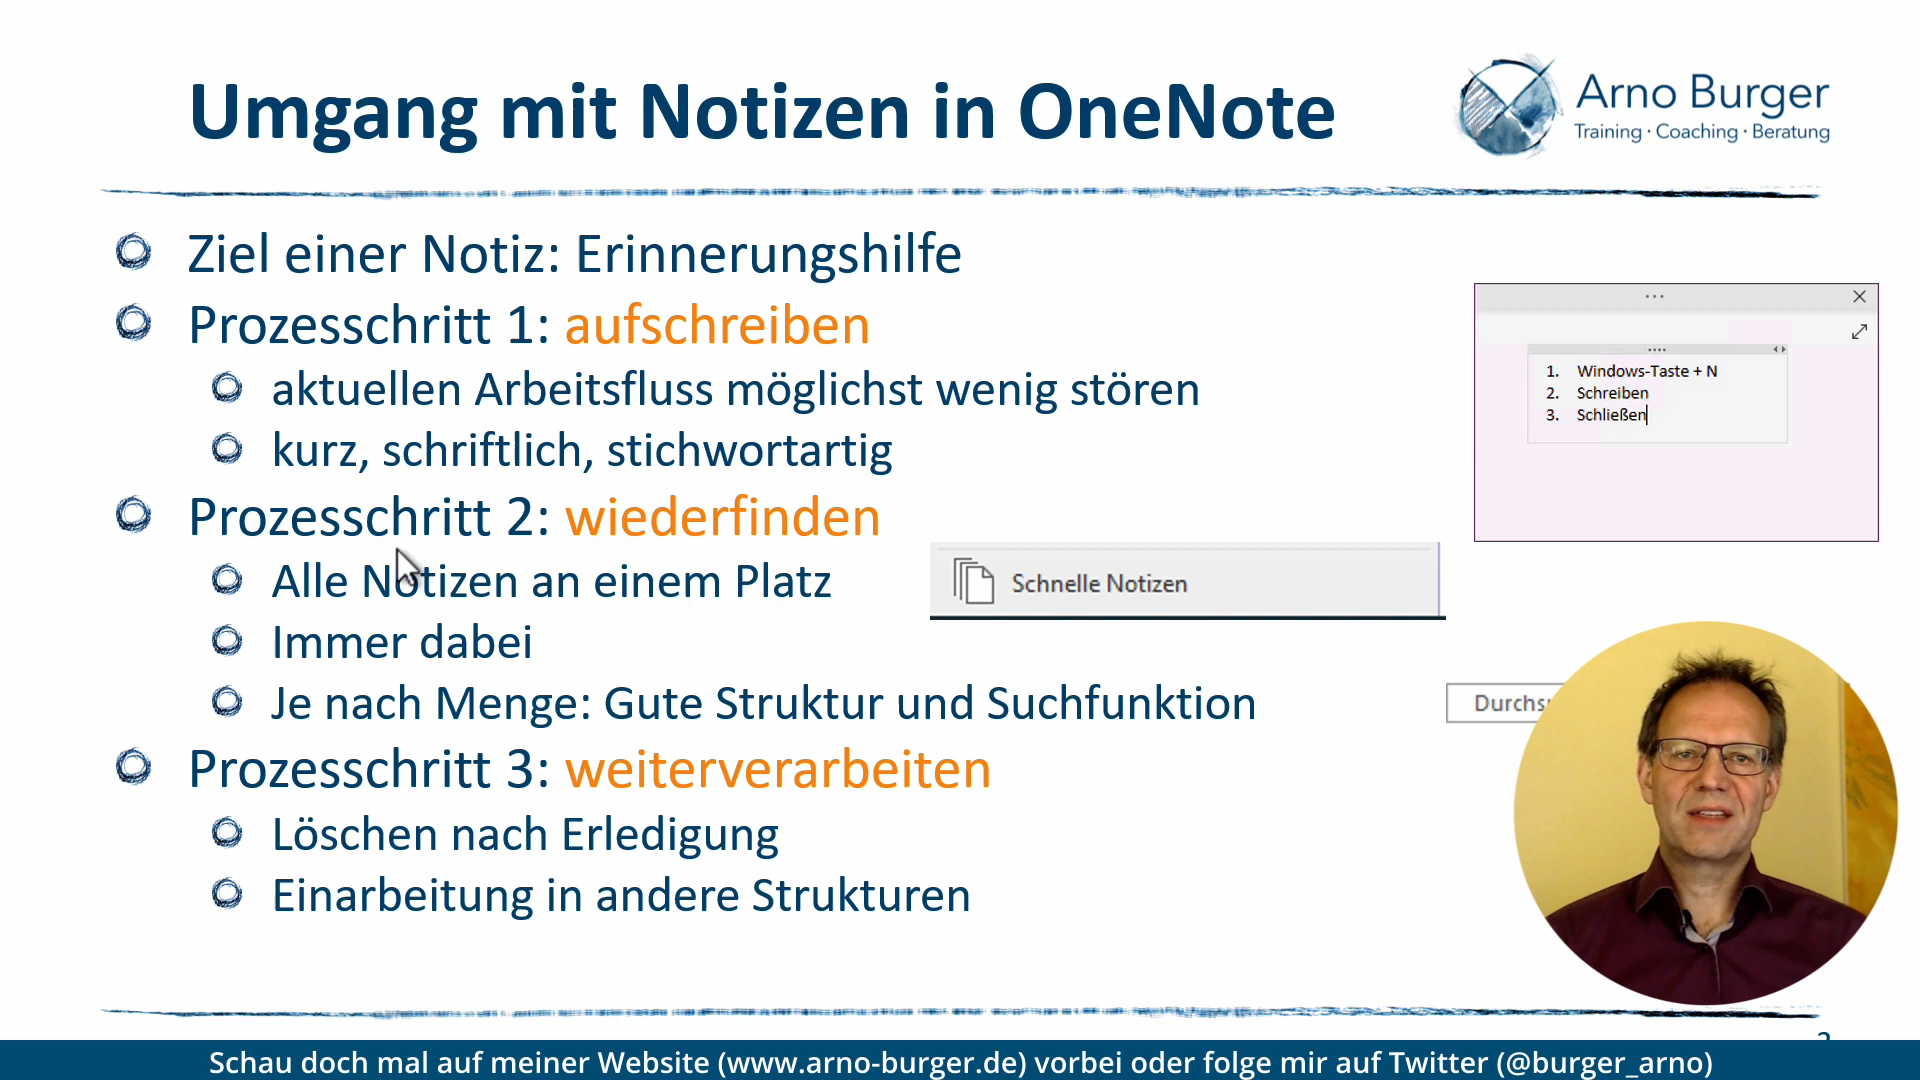 Umgang mit Notizen in OneNote
Arno Burger
Training · Coaching · Beratung
Ziel einer Notiz: Erinnerungshilfe
Prozesschritt 1: aufschreiben
aktuellen Arbeitsfluss möglichst wenig stören
kurz, schriftlich, stichwortartig
1. Windows-Taste + N
2. Schreiben
3. Schließen
Prozesschritt 2: wiederfinden
Alle Notizen an einem Platz
Schnelle Notizen
Immer dabei
Je nach Menge: Gute Struktur und Suchfunktion
Prozesschritt 3: weiterverarbeiten
Löschen nach Erledigung
Einarbeitung in andere Strukturen
Schau doch mal auf meiner Website (www.arno-burger.de) vorbei oder folge mir auf Twitter (@burger_arno)